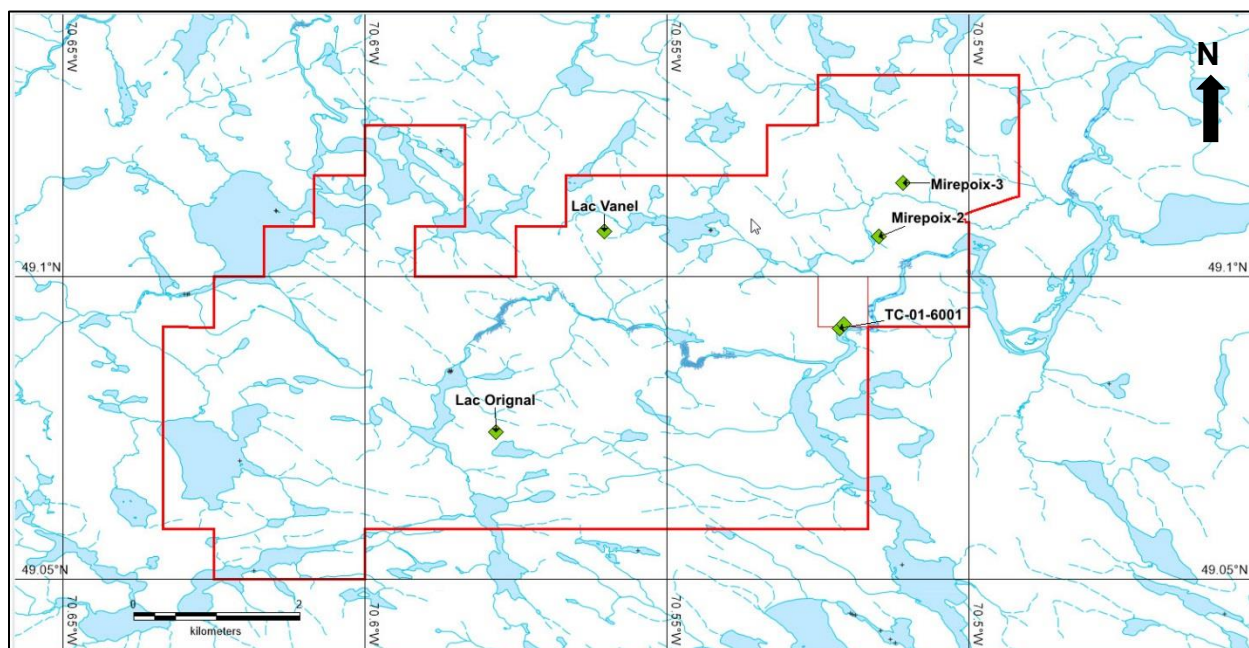 70.65°W
70.6°W
70.55°W
70.5°W
N
Mirepoix-3
Lac Vanel
Mirepoix-2
49.1°N
49.1°N
TC-01-6001
Lac Orignal
49.05°N
49.05°N
0 2
kilometers
70.65°W
70.6°W
70.55°W
70.5°W